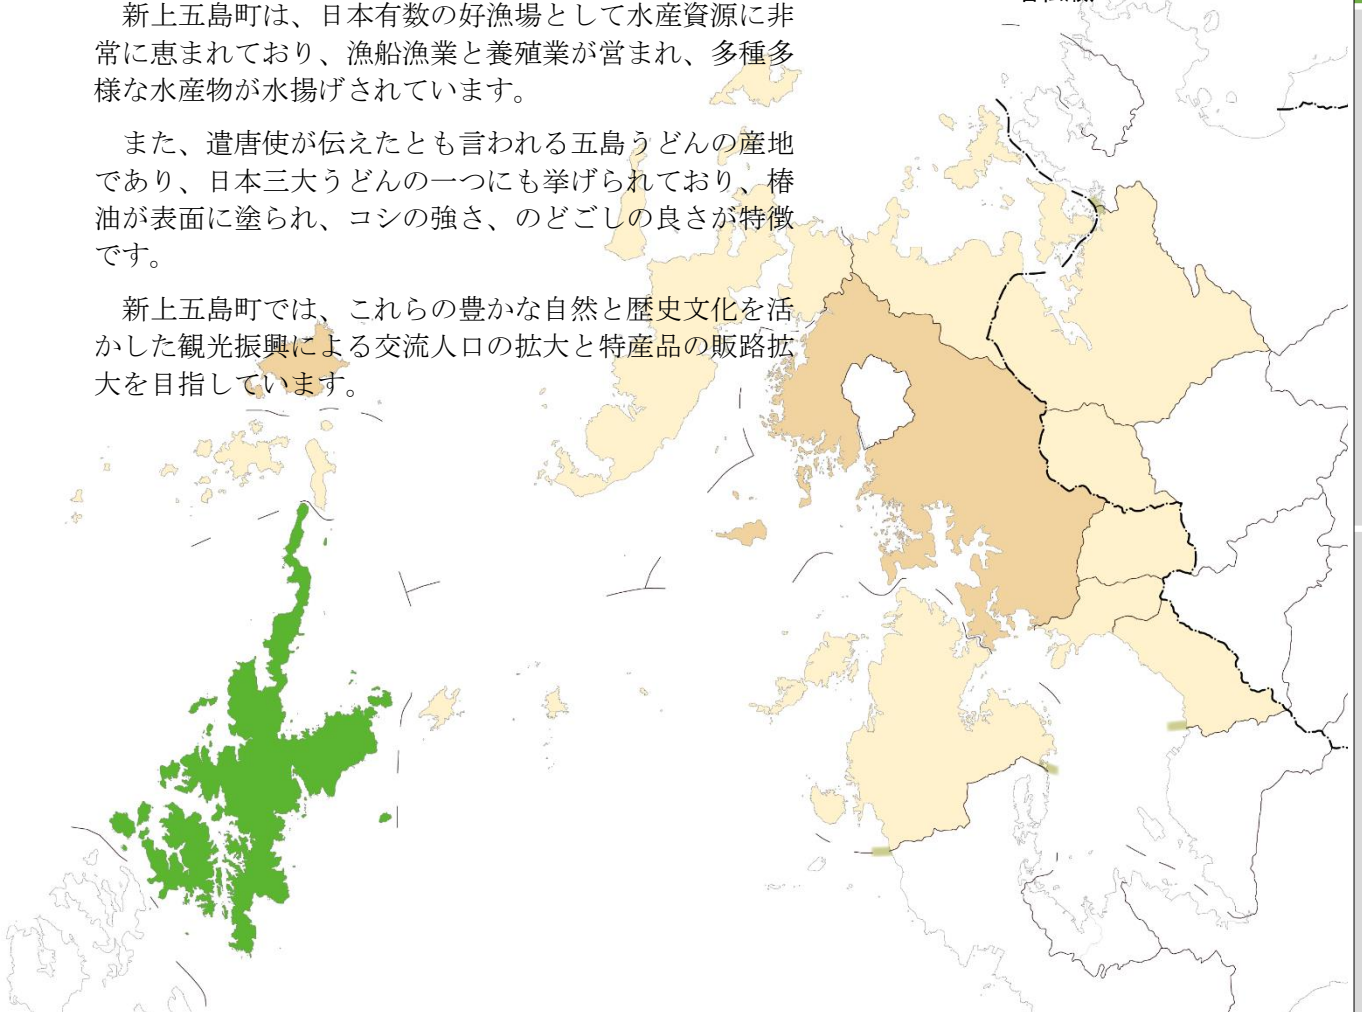 新上五島町は、日本有数の好漁場として水産資源に非
常に恵まれており、漁船漁業と養殖業が営まれ、多種多
様な水産物が水揚げされています。
また、遣唐使が伝えたとも言われる五島うどんの産地
であり、日本三大うどんの一つにも挙げられており、椿
油が表面に塗られ、コシの強さ、のどごしの良さが特徴
です。
新上五島町では、これらの豊かな自然と歴史文化を活
かした観光振興による交流人口の拡大と特産品の販路拡
大を目指しています。